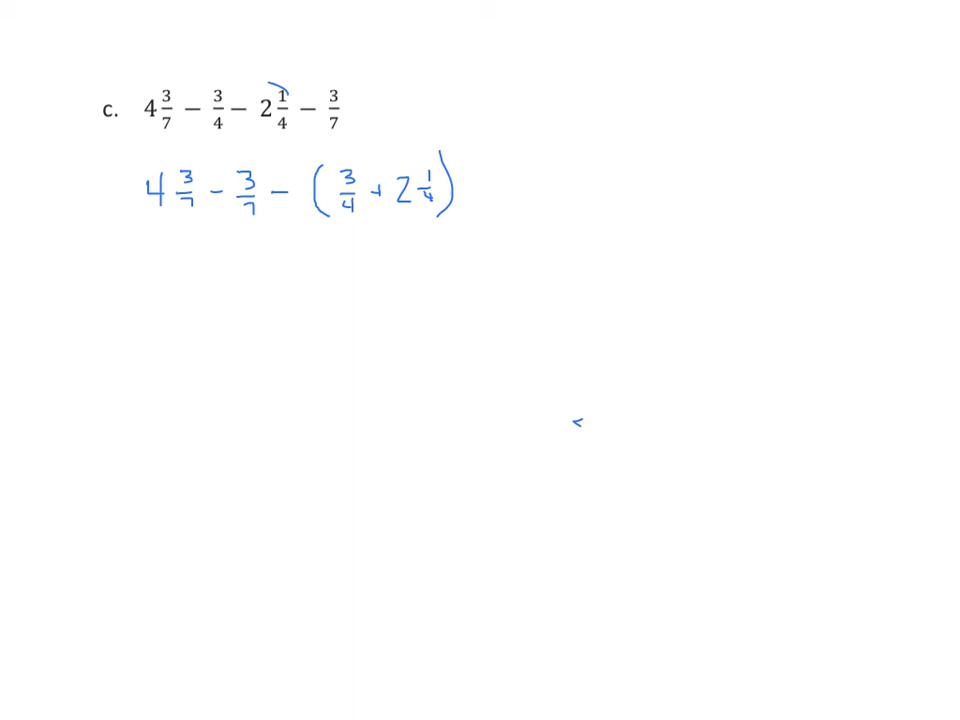 c. 4 3/7 − 3/4 − 2 1/4 − 3/7
4 3/7 − 3/7 − (3/4 + 2 1/4)